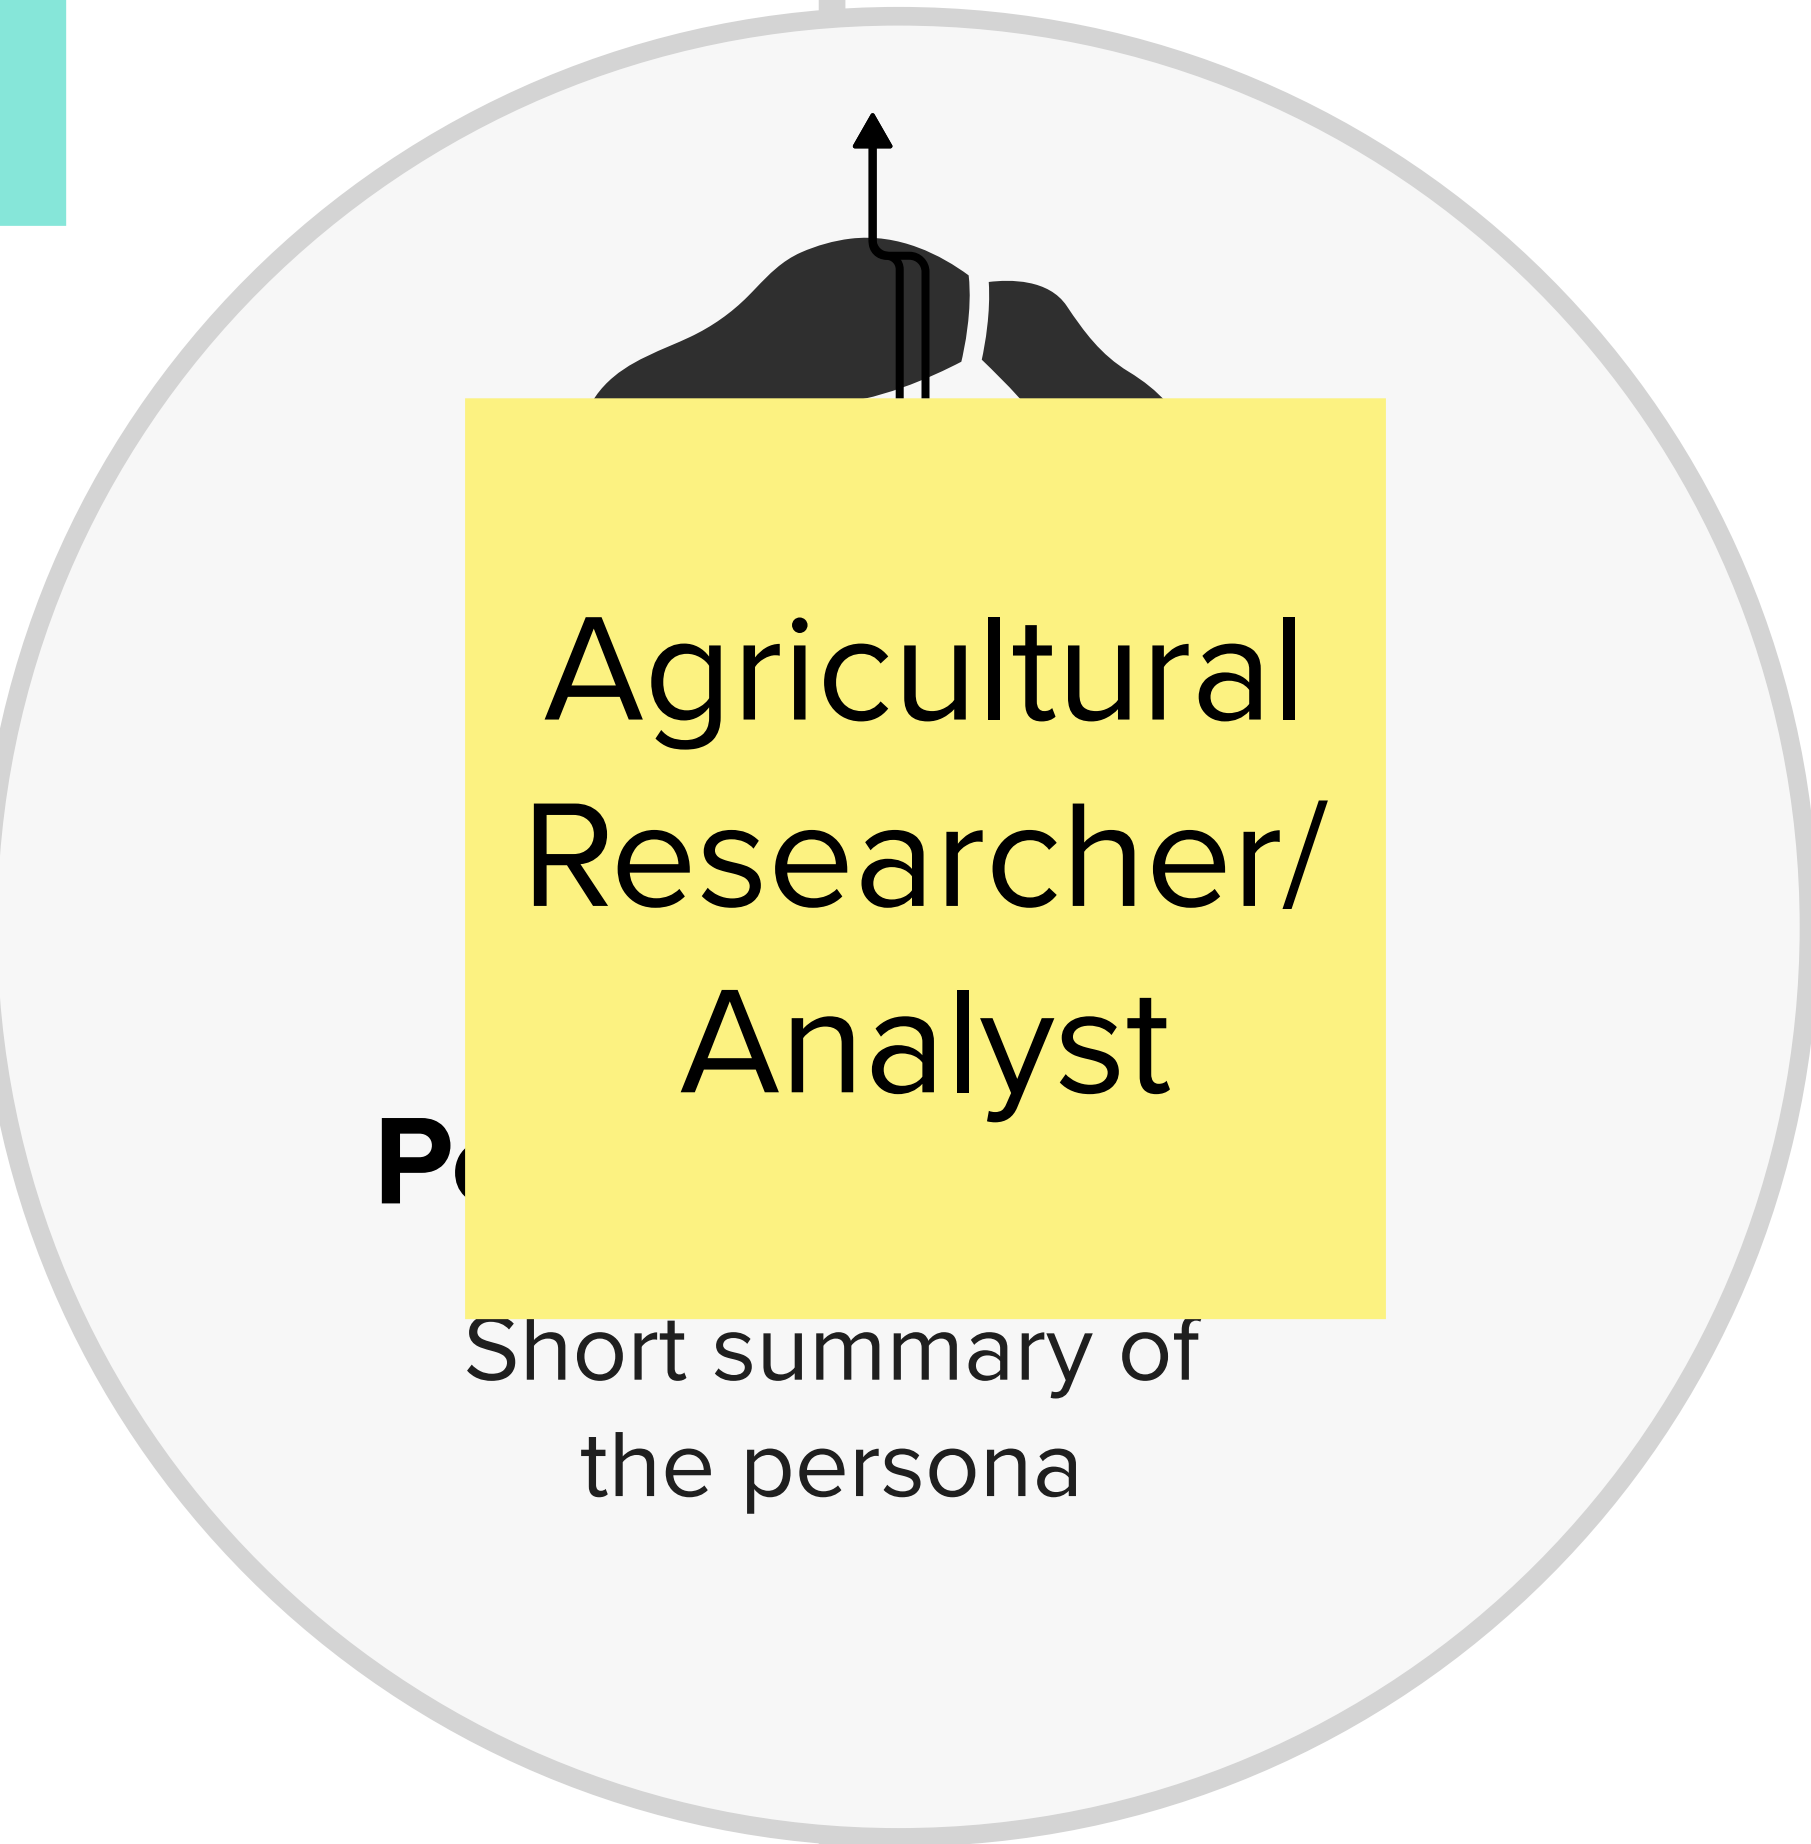 Agricultural
Researcher/
Analyst
Short summary of
the persona